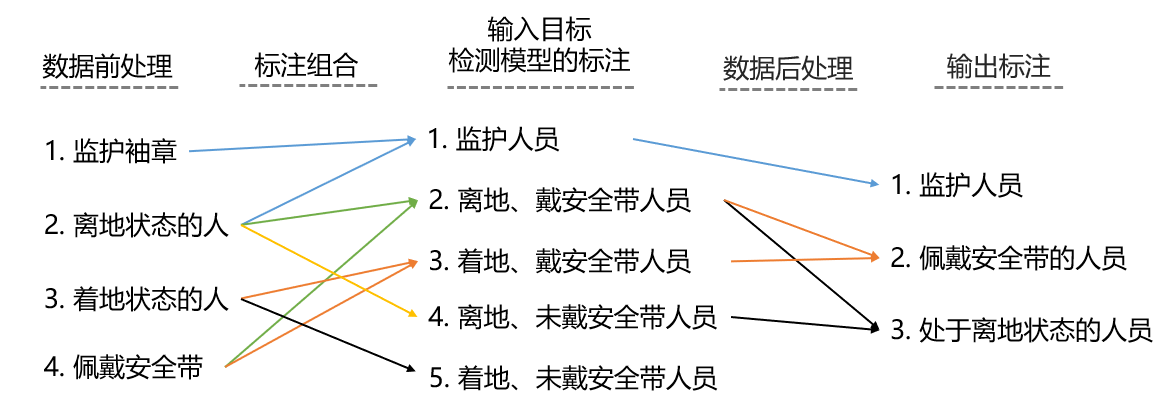 数据前处理
标注组合
输入目标
检测模型的标注
数据后处理
输出标注
1. 监护袖章
2. 离地状态的人
3. 着地状态的人
4. 佩戴安全带
1. 监护人员
2. 离地、戴安全带人员
3. 着地、戴安全带人员
4. 离地、未戴安全带人员
5. 着地、未戴安全带人员
1. 监护人员
2. 佩戴安全带的人员
3. 处于离地状态的人员